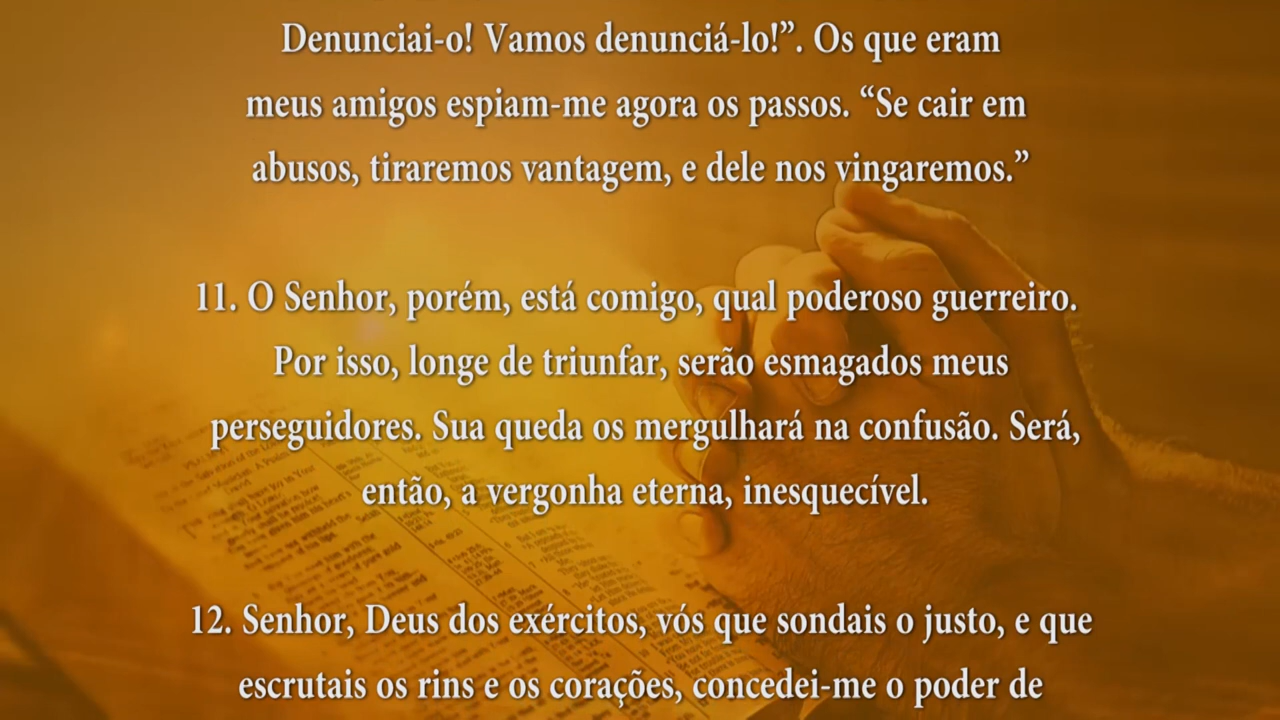 Denunciai-o! Vamos denunciá-lo!”. Os que eram
meus amigos espiam-me agora os passos. “Se cair em
abusos, tiraremos vantagem, e dele nos vingaremos.”
11. O Senhor, porém, está comigo, qual poderoso guerreiro.
Por isso, longe de triunfar, serão esmagados meus
perseguidores. Sua queda os mergulhará na confusão. Será,
então, a vergonha eterna, inesquecível.
12. Senhor, Deus dos exércitos, vós que sondais o justo, e que
escrutais os rins e os corações, concedei-me o poder de